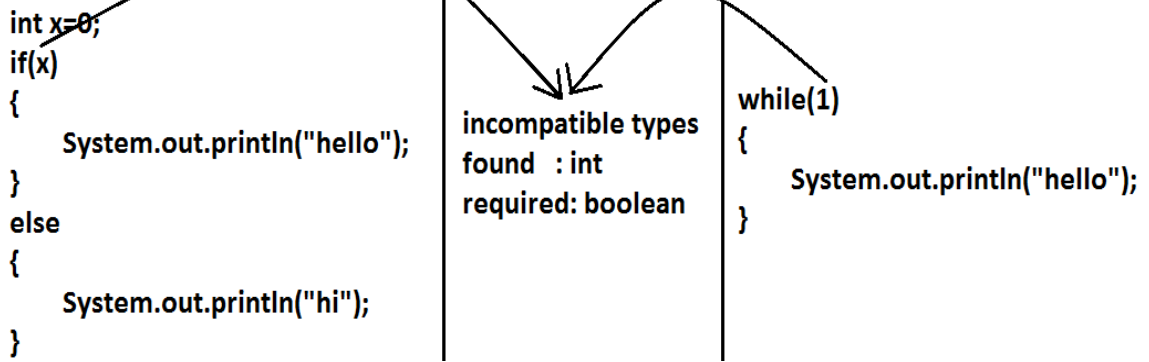 int x=0;
if(x)
{
System.out.println("hello");
}
else
{
System.out.println("hi");
}
incompatible types
found : int
required: boolean
while(1)
{
System.out.println("hello");
}